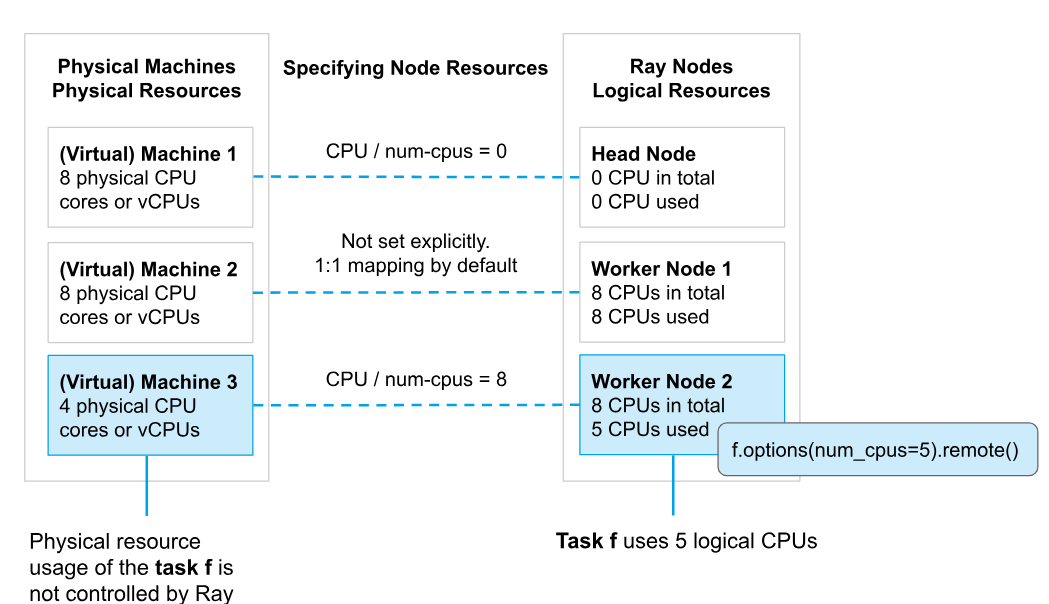 Physical Machines
Physical Resources
(Virtual) Machine 1
8 physical CPU
cores or vCPUs
(Virtual) Machine 2
8 physical CPU
cores or vCPUs
(Virtual) Machine 3
4 physical CPU
cores or vCPUs
Physical resource
usage of the task f is
not controlled by Ray
Specifying Node Resources
CPU / num-cpus = 0
Not set explicitly.
1:1 mapping by default
CPU / num-cpus = 8
Ray Nodes
Logical Resources
Head Node
0 CPU in total
0 CPU used
Worker Node 1
8 CPUs in total
8 CPUs used
Worker Node 2
8 CPUs in total
5 CPUs used
f.options(num_cpus=5).remote()
Task f uses 5 logical CPUs